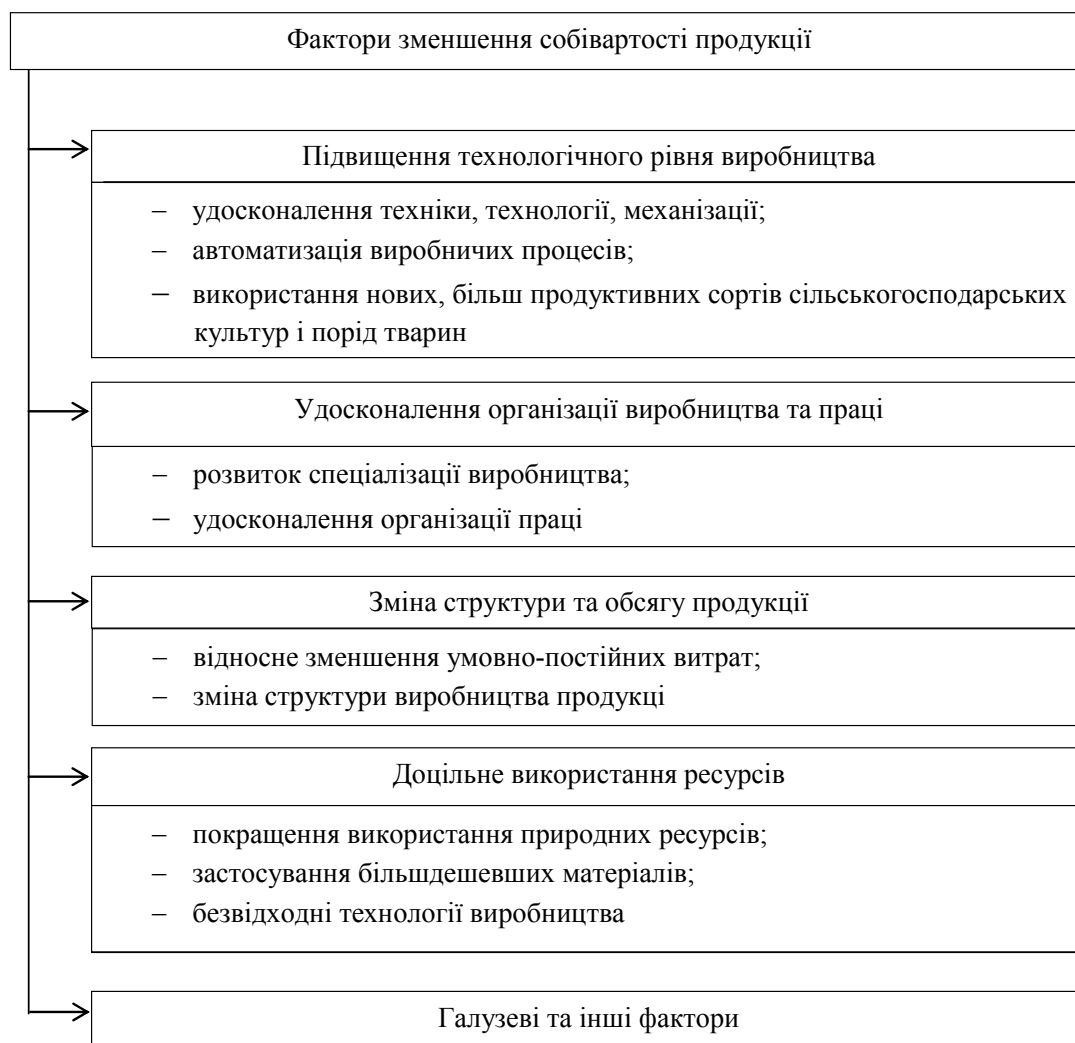 Фактори зменшення собівартості продукції
Підвищення технологічного рівня виробництва
– удосконалення техніки, технології, механізації;
– автоматизація виробничих процесів;
– використання нових, більш продуктивних сортів сільськогосподарських
культур і порід тварин
Удосконалення організації виробництва та праці
– розвиток спеціалізації виробництва;
– удосконалення організації праці
Зміна структури та обсягу продукції
– відносне зменшення умовно-постійних витрат;
– зміна структури виробництва продукці
Доцільне використання ресурсів
– покращення використання природних ресурсів;
– застосування більшдешевших матеріалів;
– безвідходні технології виробництва
Галузеві та інші фактори